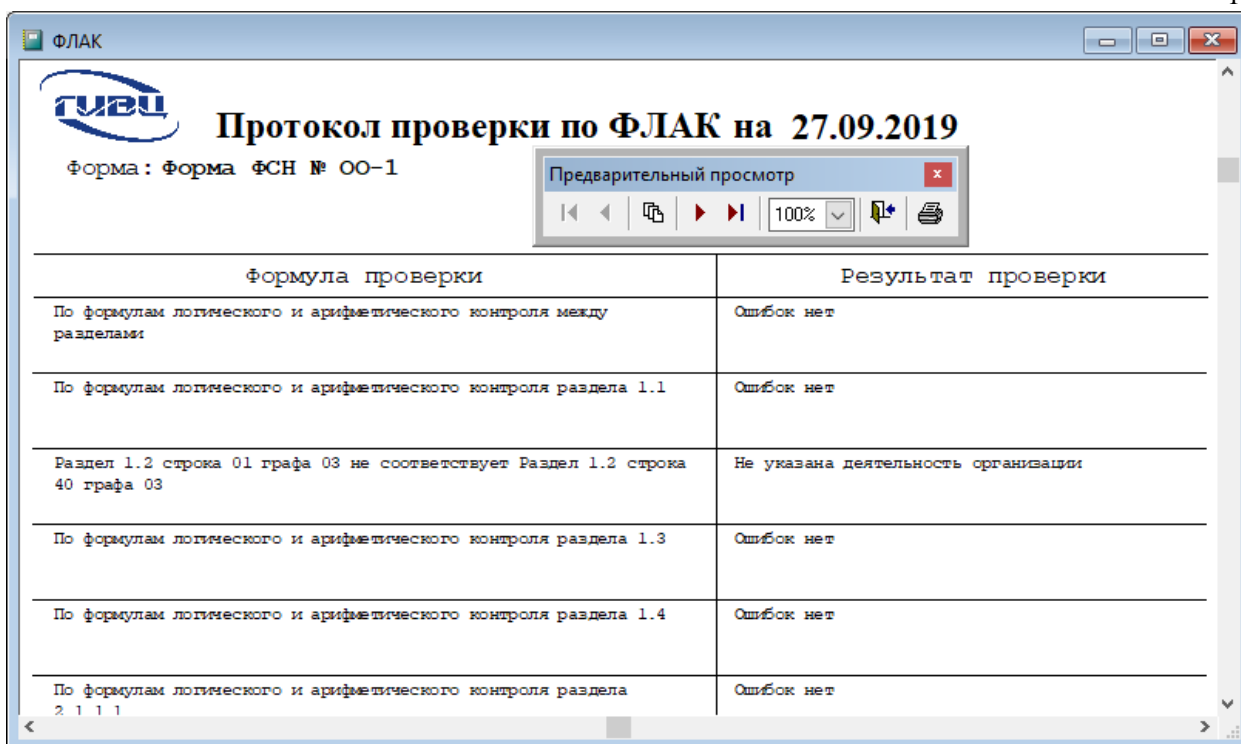 ФЛАК
ГИВЦ
Протокол проверки по ФЛАК на 27.09.2019
Форма: Форма ФСН № ОО-1
Предварительный просмотр
100%
Формула проверки
Результат проверки
По формулам логического и арифметического контроля между
разделами
Ошибок нет
По формулам логического и арифметического контроля раздела 1.1
Ошибок нет
Раздел 1.2 строка 01 графа 03 не соответствует Раздел 1.2 строка
40 графа 03
Не указана деятельность организации
По формулам логического и арифметического контроля раздела 1.3
Ошибок нет
По формулам логического и арифметического контроля раздела 1.4
Ошибок нет
По формулам логического и арифметического контроля раздела
2.1.1.1
Ошибок нет